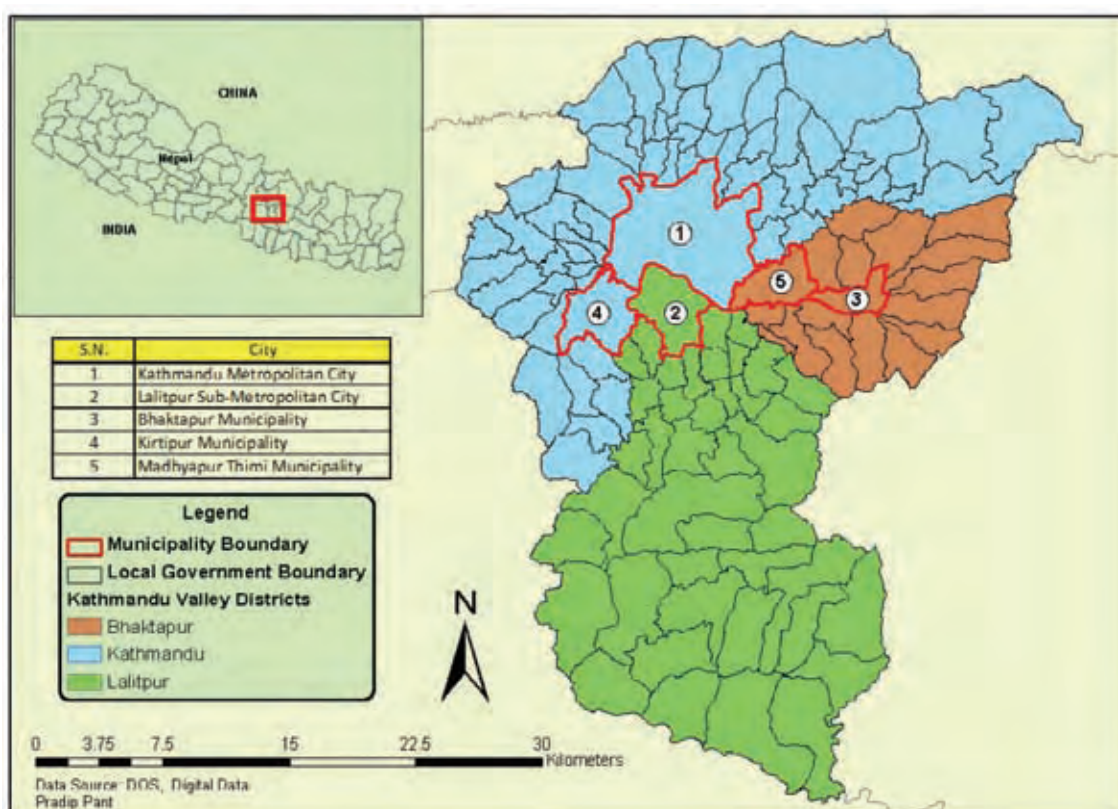 CHINA
Nepal
INDIA
1
5
3
4
2
S.N. City
1 Kathmandu Metropolitan City
2 Lalitpur Sub-Metropolitan City
3 Bhaktapur Municipality
4 Kirtipur Municipality
5 Madhyapur Thimi Municipality
Legend
Municipality Boundary
Local Government Boundary
Kathmandu Valley Districts
Bhaktapur
Kathmandu
Lalitpur
N
0 3.75 7.5 15 22.5 30
Kilometers
Data Source: DOS, Digital Data
Pradip Pant